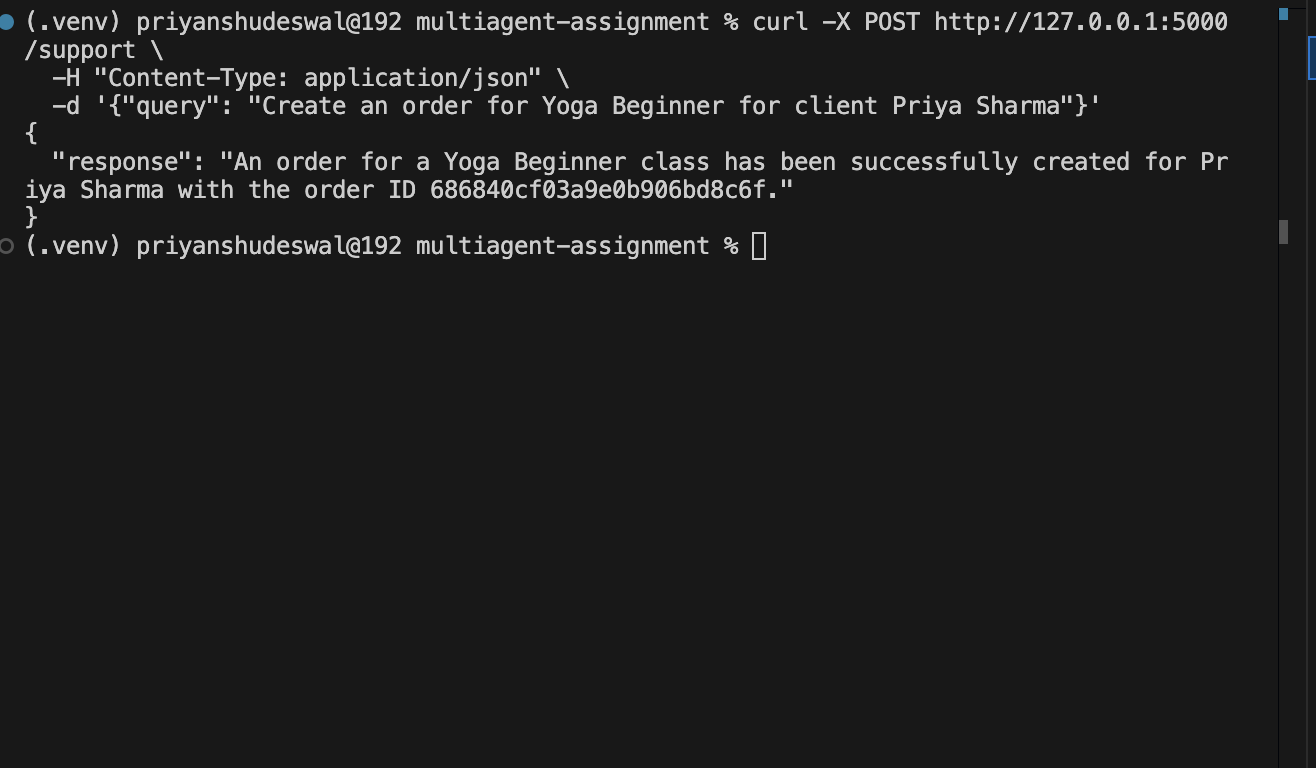 (.venv) priyanshudeswal@192 multiagent-assignment % curl -X POST http://127.0.0.1:5000
/support \
  -H "Content-Type: application/json" \
  -d '{"query": "Create an order for Yoga Beginner for client Priya Sharma"}'
{
  "response": "An order for a Yoga Beginner class has been successfully created for Pr
iya Sharma with the order ID 686840cf03a9e0b906bd8c6f."
}
(.venv) priyanshudeswal@192 multiagent-assignment %